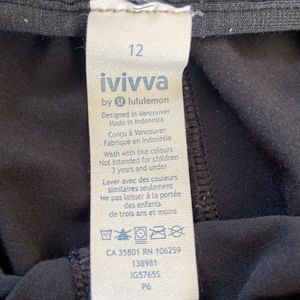 12
ivivva
by lululemon
Designed in Vancouver
Made in Indonesia
Conçu à Vancouver
Fabriqué en Indonésie
Wash with like colours
Not intended for children
3 years and under
Laver avec des couleurs
similaires seulement
Ne pas laisser à la portée
des enfants
de trois ans et moins
CA 35801 RN 106259
138981
IG5765S
P6